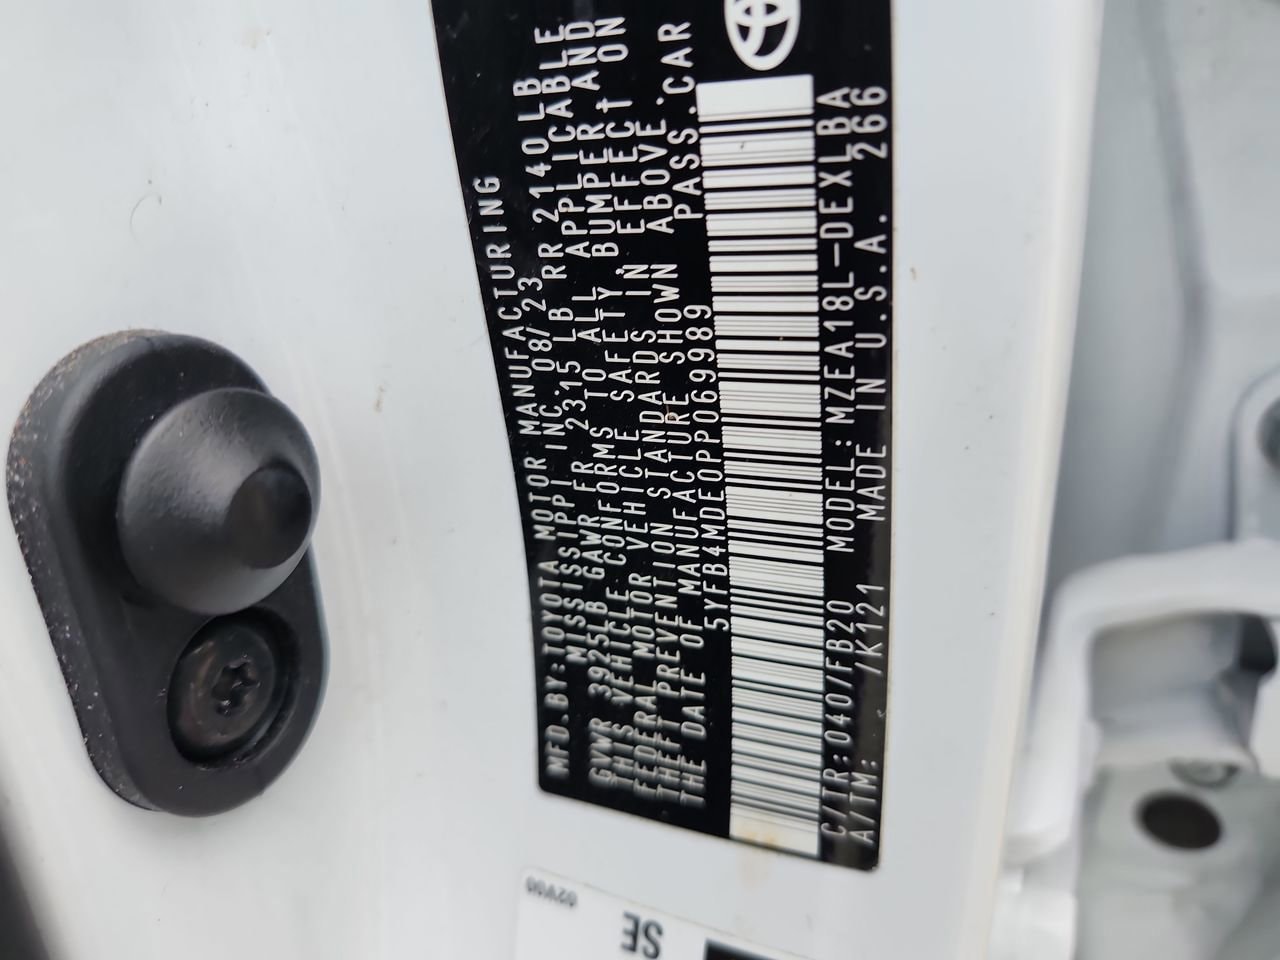 MFD.BY:TOYOTA MOTOR MANUFACTURING
MISSISSIPPI INC. 08/23
GVWR 3925LB GAWR FR 2315LB RR 2140LB
THIS VEHICLE CONFORMS TO ALL APPLICABLE
FEDERAL MOTOR VEHICLE SAFETY, BUMPER, AND
THEFT PREVENTION STANDARDS IN EFFECT ON
THE DATE OF MANUFACTURE SHOWN ABOVE.
5YFB4MDE0PP069989 PASS.CAR
C/TR:040/FB20 MODEL:MZEA18L-DEXLBA
A/TM: /K121 MADE IN U.S.A. 266
02V00
SE